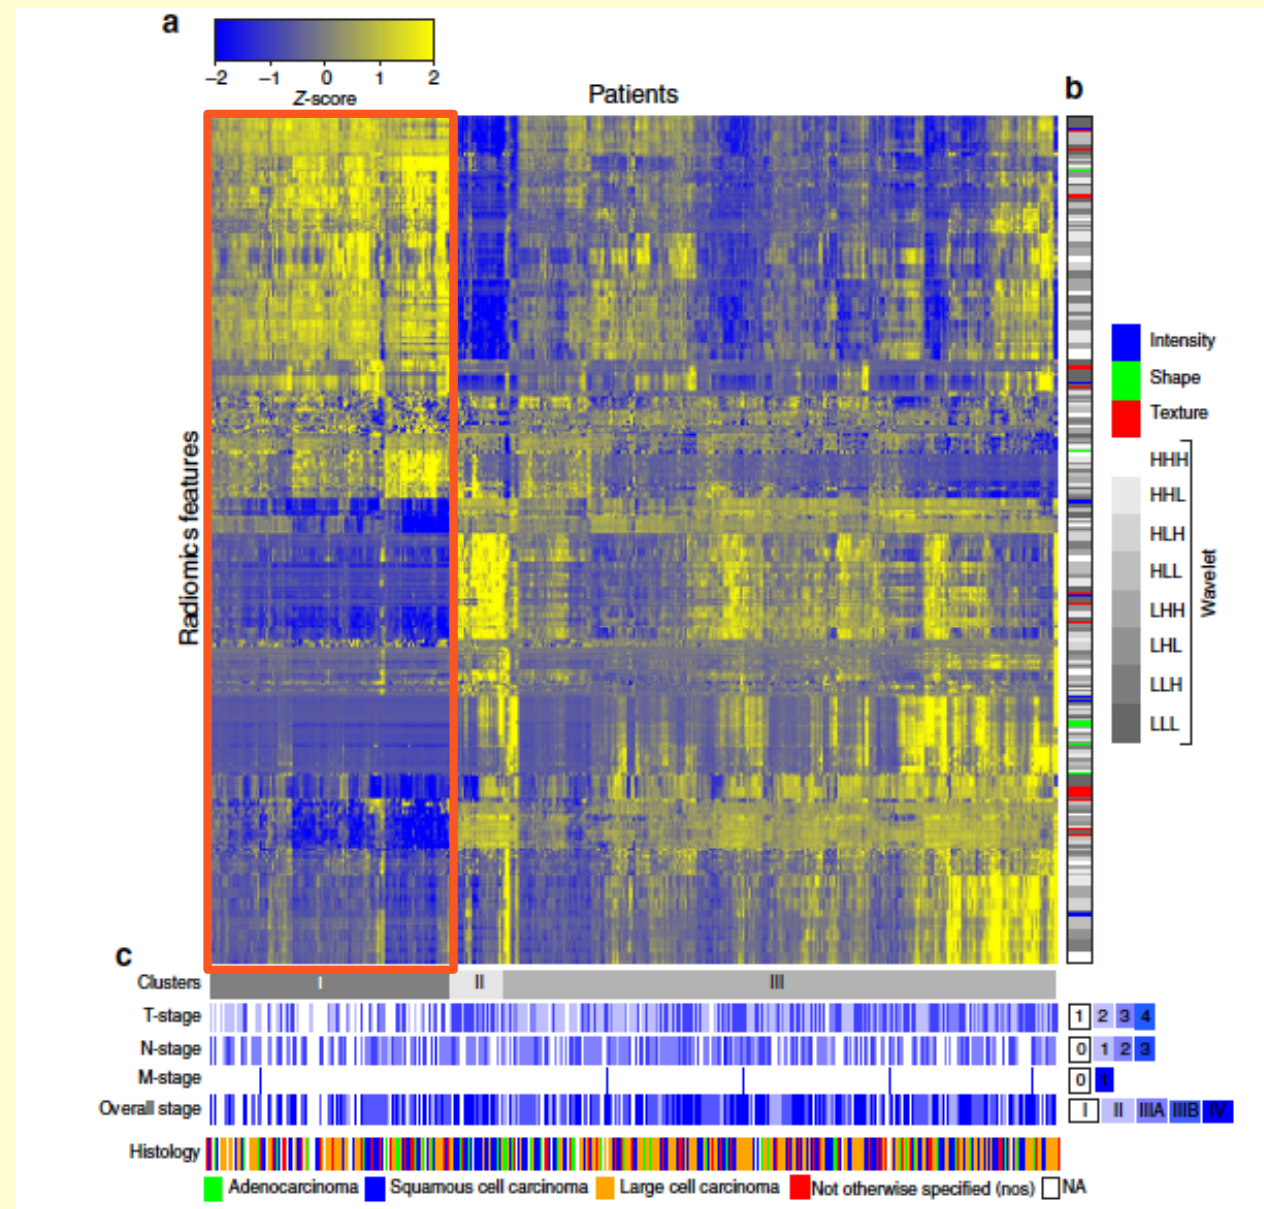 a
−2 −1 0 1 2
Z-score
Patients
b
Radiomics features
Intensity
Shape
Texture
HHH
HHL
HLH
HLL
LHH
LHL
LLH
LLL
Wavelet
c
Clusters I II III
T-stage 1 2 3 4
N-stage 0 1 2 3
M-stage 0 1
Overall stage I II IIIA IIIB IV
Histology
Adenocarcinoma Squamous cell carcinoma Large cell carcinoma Not otherwise specified (nos) NA